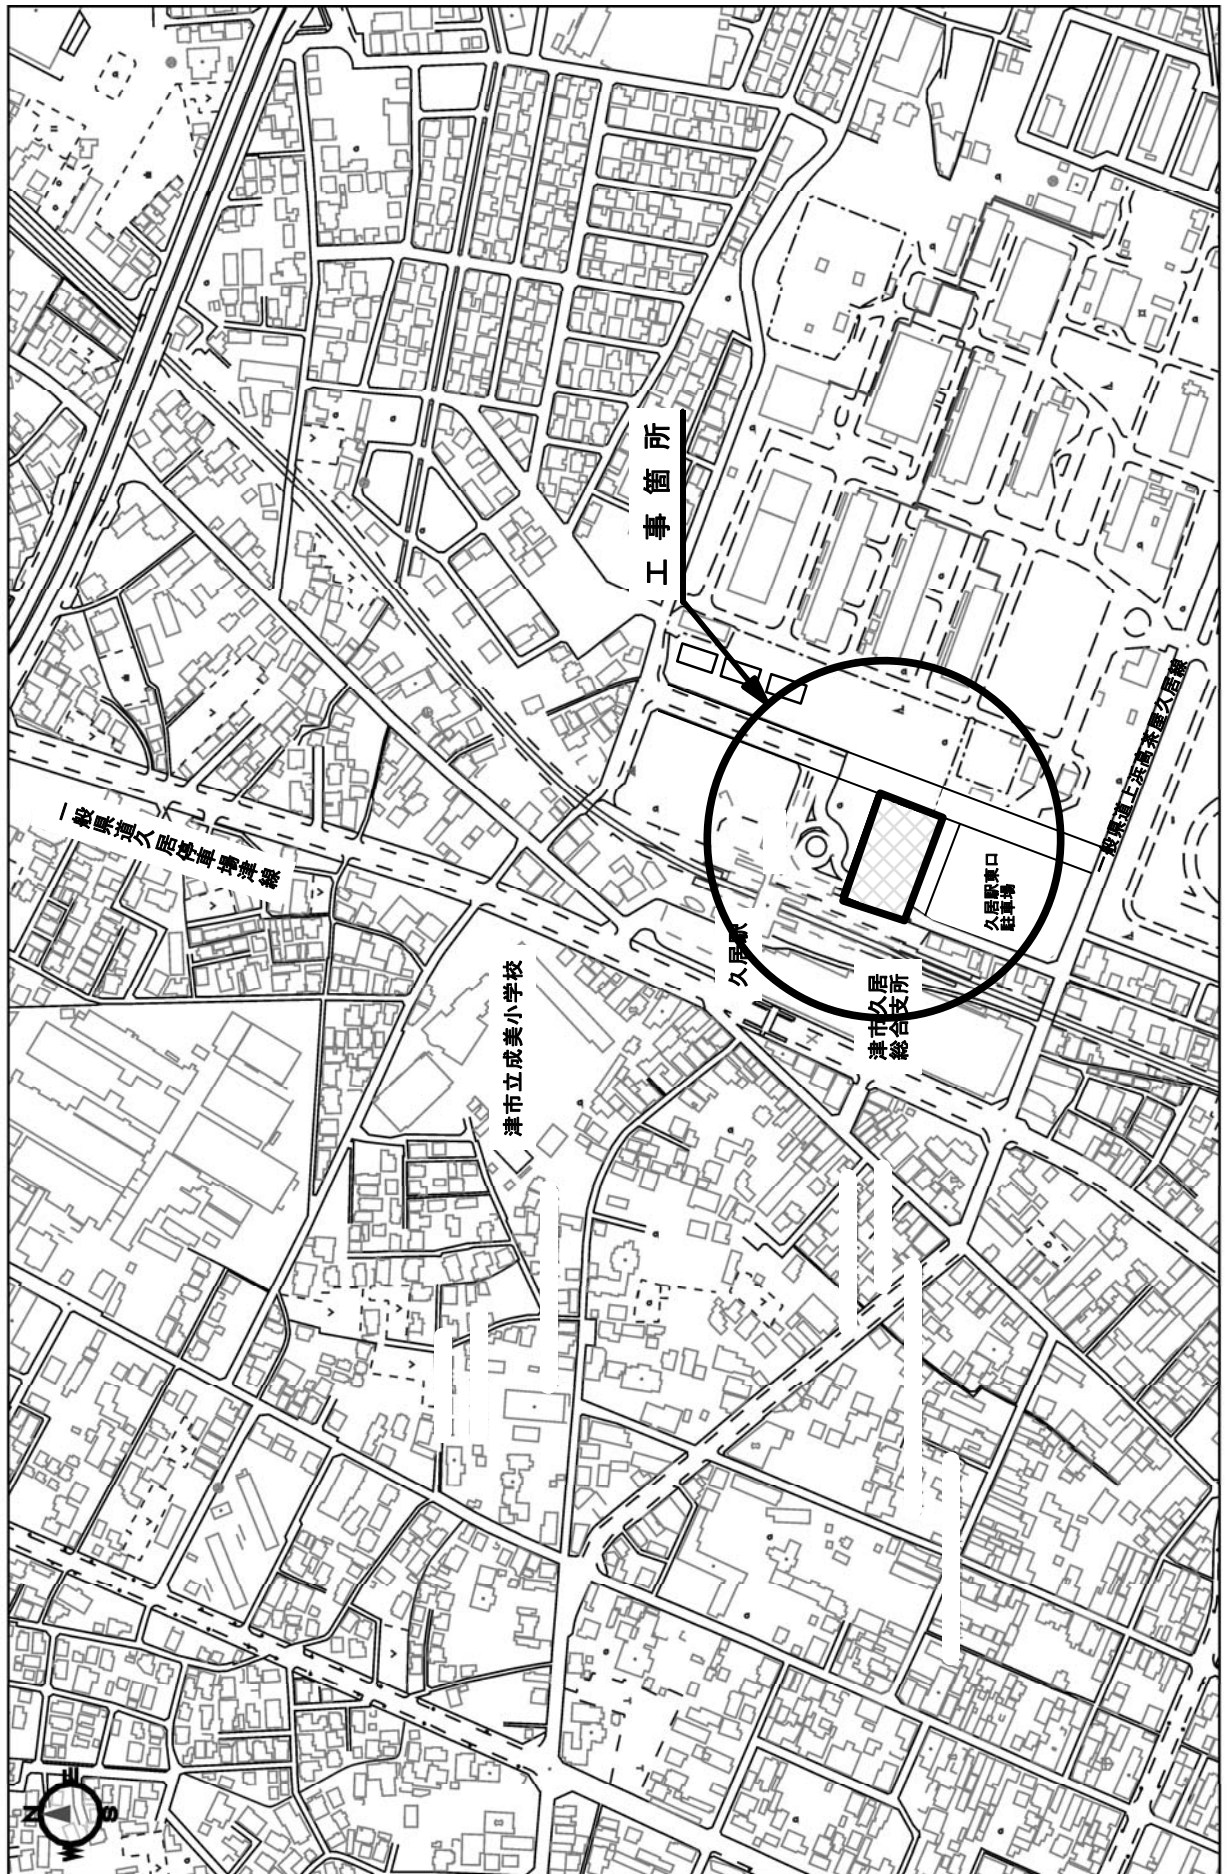 工事箇所
一般県道久居停車場津線
津市立成美小学校
久居駅
津市久居
総合支所
久居駅東口
駐車場
一般県道上浜高茶屋久居線
N
E
S
W